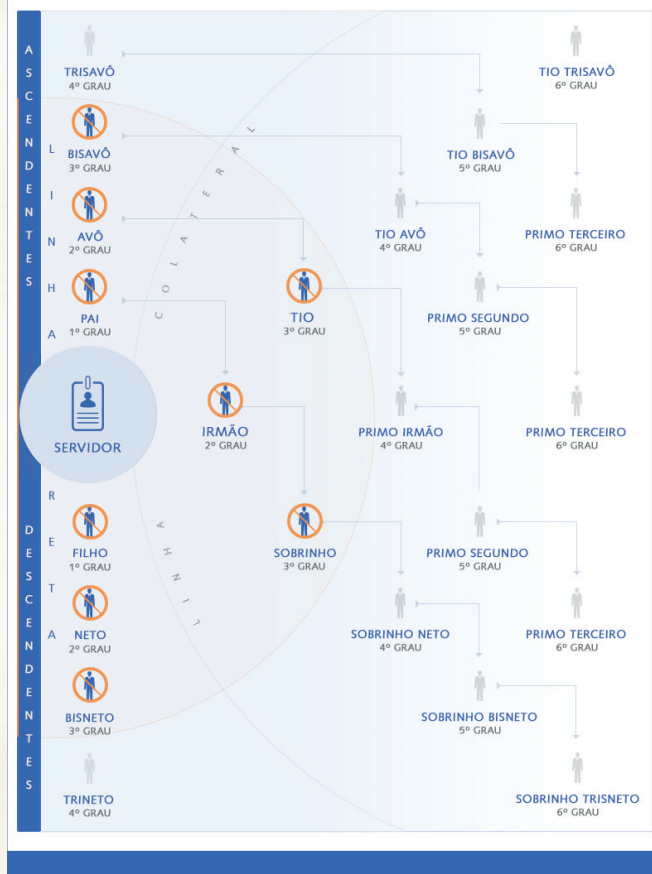 ASCENDENTES
DESCENDENTES
LINHA RETA
LINHA COLATERAL
TRISAVÔ
4º GRAU
TIO TRISAVÔ
6º GRAU
BISAVÔ
3º GRAU
TIO BISAVÔ
5º GRAU
AVÔ
2º GRAU
TIO AVÔ
4º GRAU
PRIMO TERCEIRO
6º GRAU
PAI
1º GRAU
TIO
3º GRAU
PRIMO SEGUNDO
5º GRAU
SERVIDOR
IRMÃO
2º GRAU
PRIMO IRMÃO
4º GRAU
PRIMO TERCEIRO
6º GRAU
FILHO
1º GRAU
SOBRINHO
3º GRAU
PRIMO SEGUNDO
5º GRAU
NETO
2º GRAU
SOBRINHO NETO
4º GRAU
PRIMO TERCEIRO
6º GRAU
BISNETO
3º GRAU
SOBRINHO BISNETO
5º GRAU
TRINETO
4º GRAU
SOBRINHO TRISNETO
6º GRAU